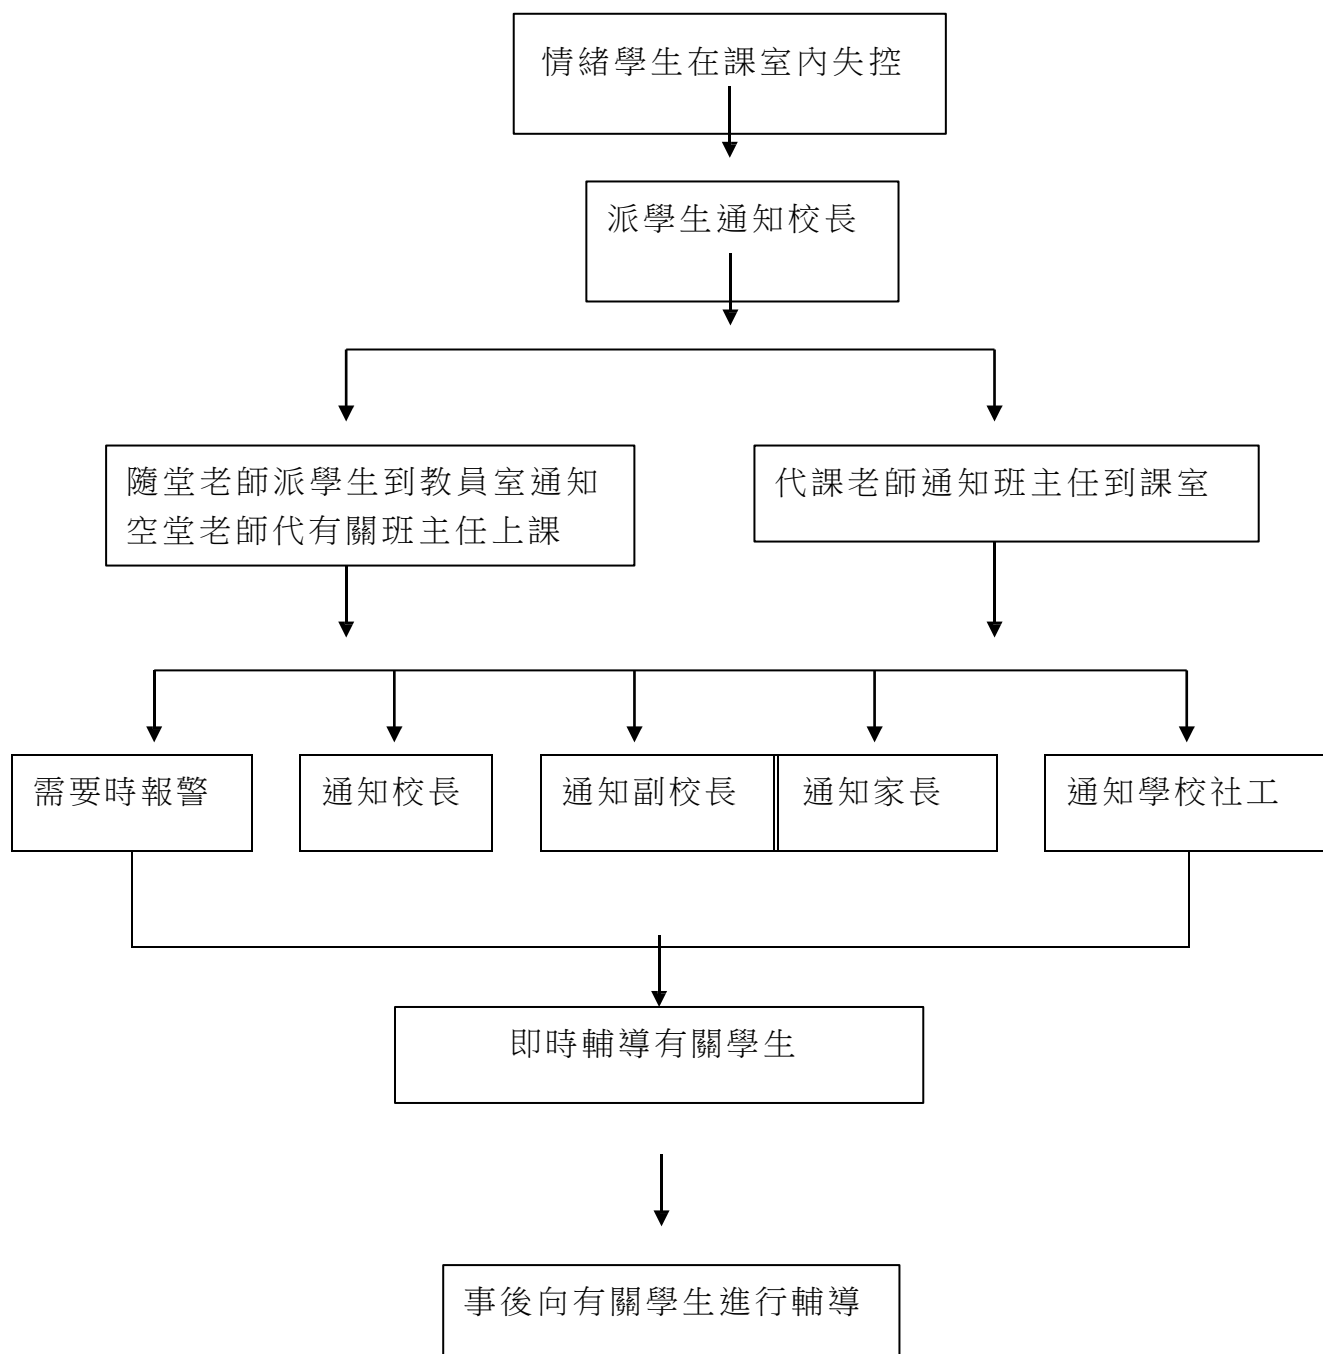 情緒學生在課室內失控
派學生通知校長
隨堂老師派學生到教員室通知
空堂老師代有關班主任上課
代課老師通知班主任到課室
需要時報警
通知校長
通知副校長
通知家長
通知學校社工
即時輔導有關學生
事後向有關學生進行輔導